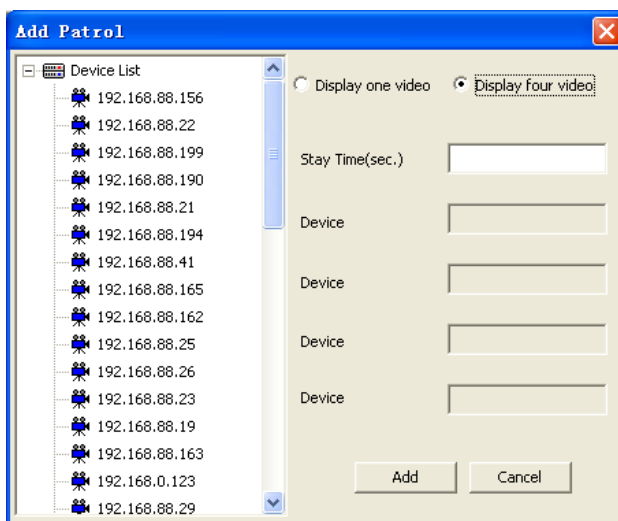 Add Patrol
Device List
192.168.88.156
192.168.88.22
192.168.88.199
192.168.88.190
192.168.88.21
192.168.88.194
192.168.88.41
192.168.88.165
192.168.88.162
192.168.88.25
192.168.88.26
192.168.88.23
192.168.88.19
192.168.88.163
192.168.0.123
192.168.88.29
Display one video
Display four video
Stay Time(sec.)
Device
Device
Device
Device
Add
Cancel